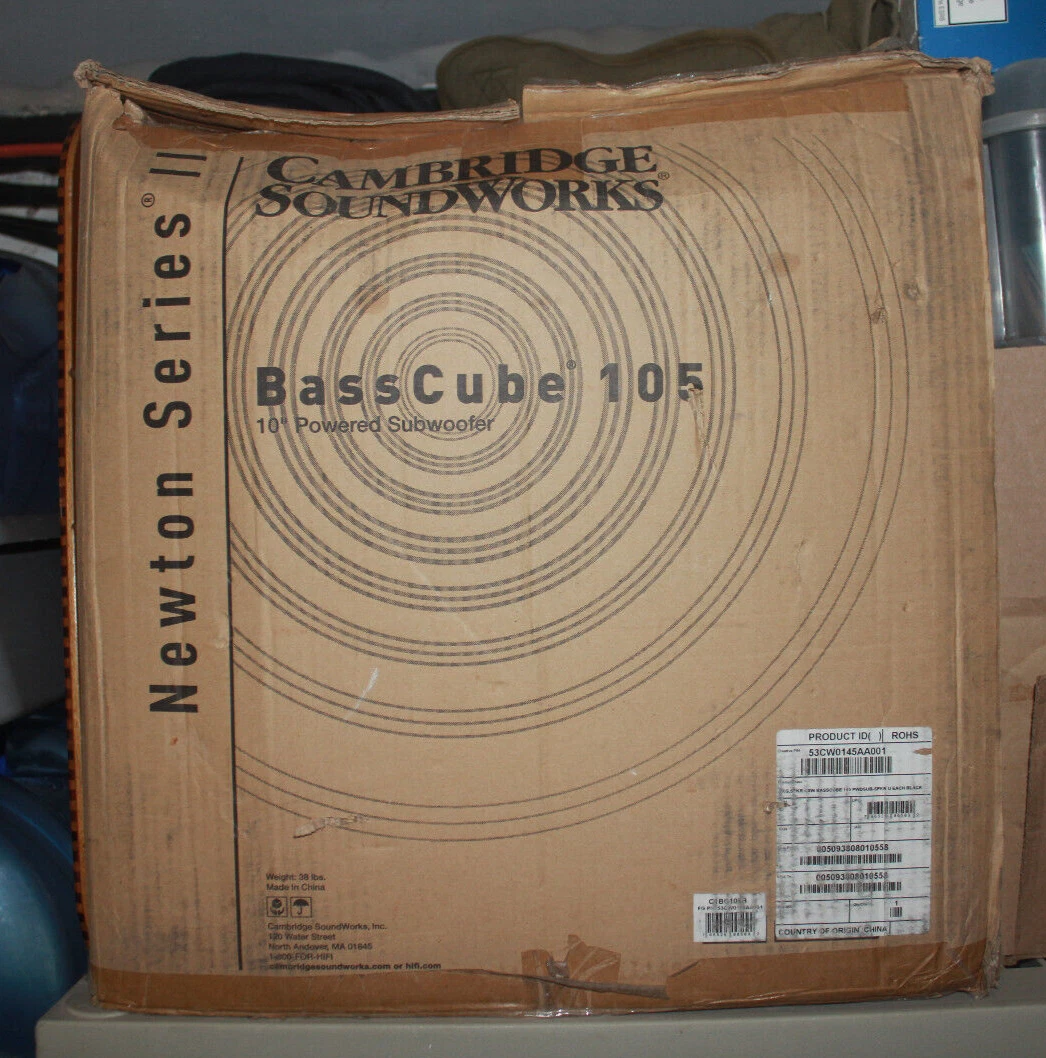 CAMBRIDGE
SOUNDWORKS®
Newton Series® II
BassCube® 105
10" Powered Subwoofer
Weight: 38 lbs.
Made in China
Cambridge SoundWorks, Inc.
120 Water Street
North Andover, MA 01845
1-800-FOR-HIFI
cambridgesoundworks.com or hifi.com
PRODUCT ID( ) ROHS
53CW0145AA001
005093808010558
005093808010558
1
COUNTRY OF ORIGIN CHINA